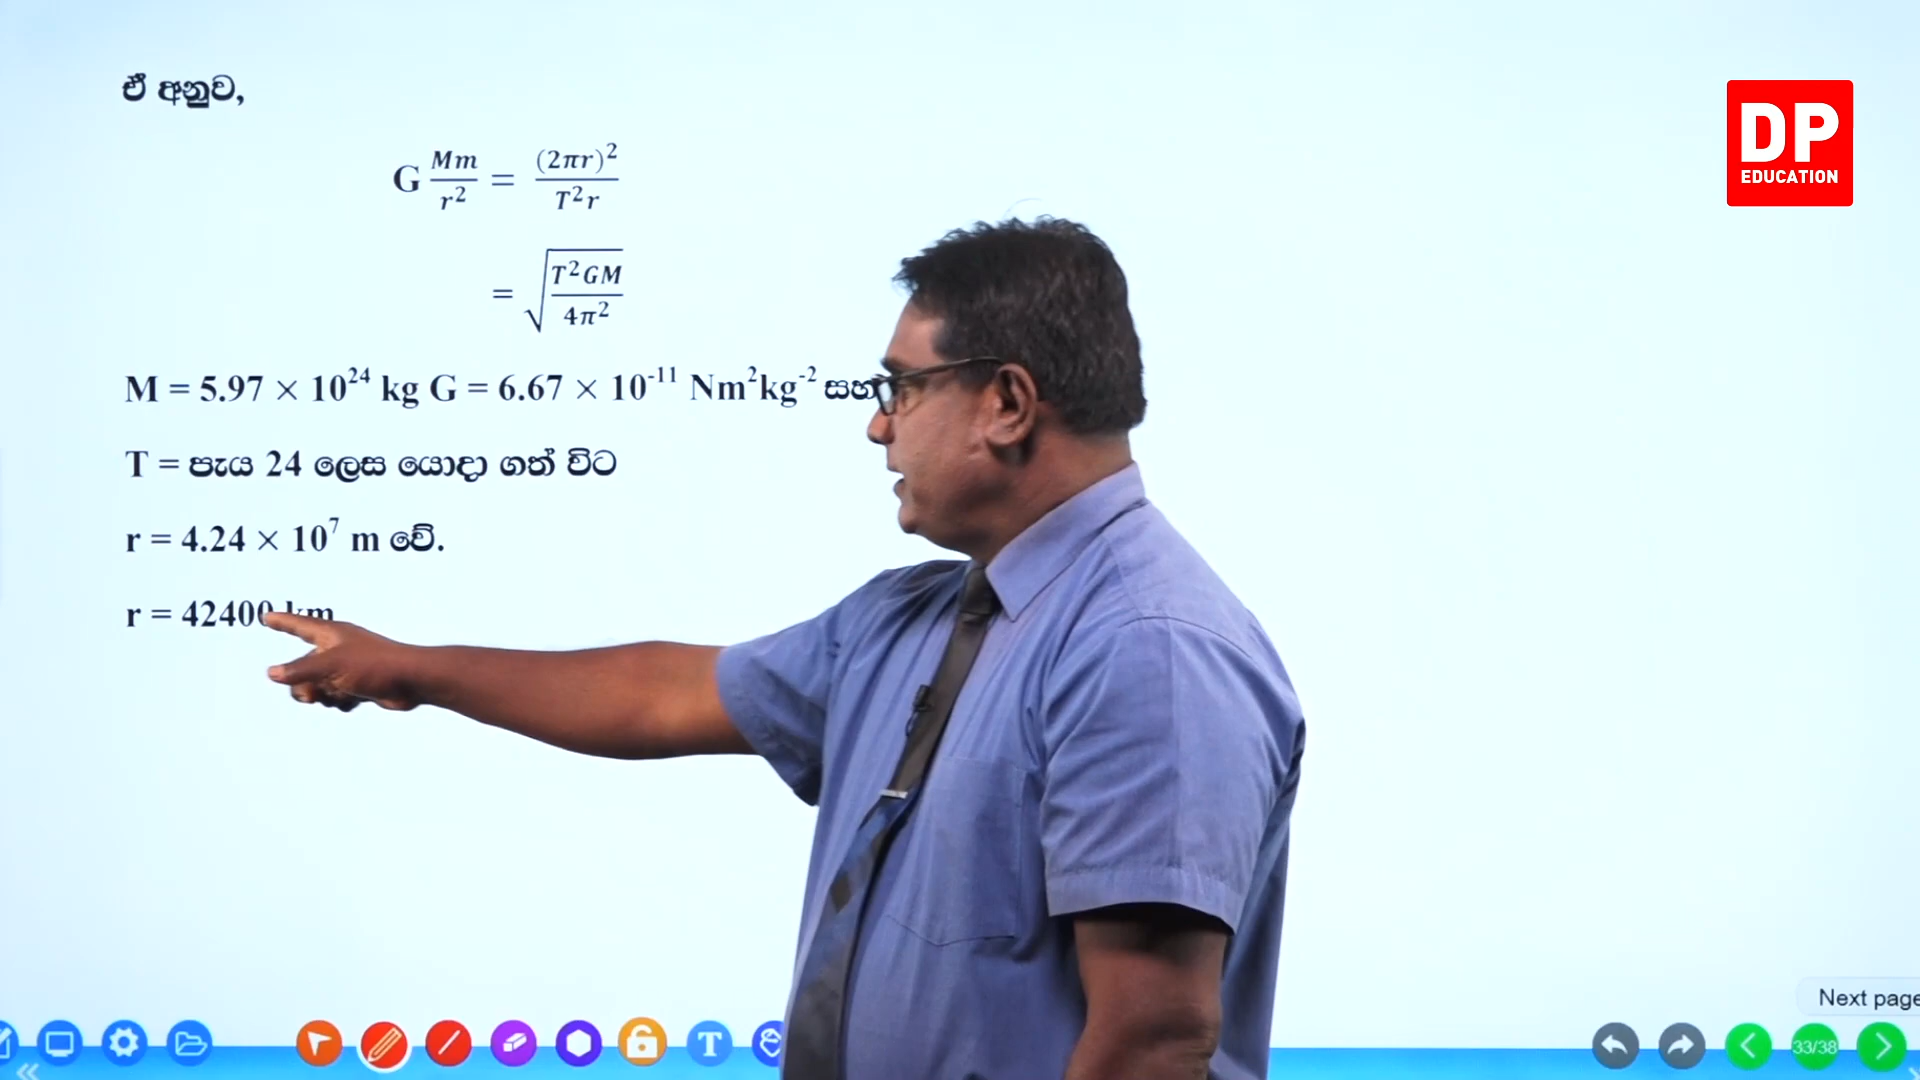 ඒ අනුව,
DP
EDUCATION
G Mm/r² = (2πr)²/T²r
= √(T²GM/4π²)
M = 5.97 × 10²⁴ kg G = 6.67 × 10⁻¹¹ Nm²kg⁻² සහ
T = පැය 24 ලෙස යොදා ගත් විට
r = 4.24 × 10⁷ m වේ.
r = 42400 km
Next page
T
33/38